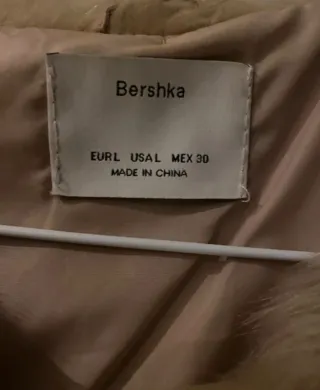 Bershka
EUR L USA L MEX 30
MADE IN CHINA